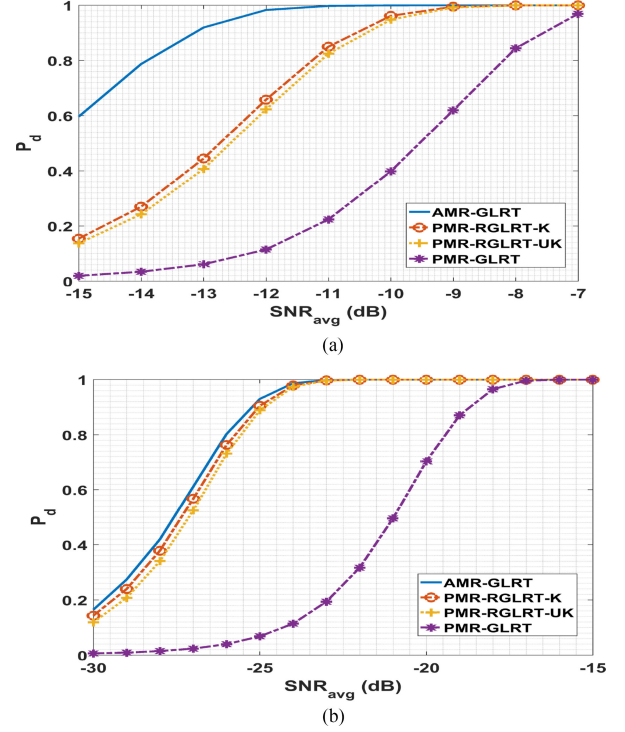 1
0.8
0.6
0.4
0.2
0
P_d
-15 -14 -13 -12 -11 -10 -9 -8 -7
SNR_avg (dB)
AMR-GLRT
PMR-RGLRT-K
PMR-RGLRT-UK
PMR-GLRT
(a)
1
0.8
0.6
0.4
0.2
0
P_d
-30 -25 -20 -15
SNR_avg (dB)
AMR-GLRT
PMR-RGLRT-K
PMR-RGLRT-UK
PMR-GLRT
(b)